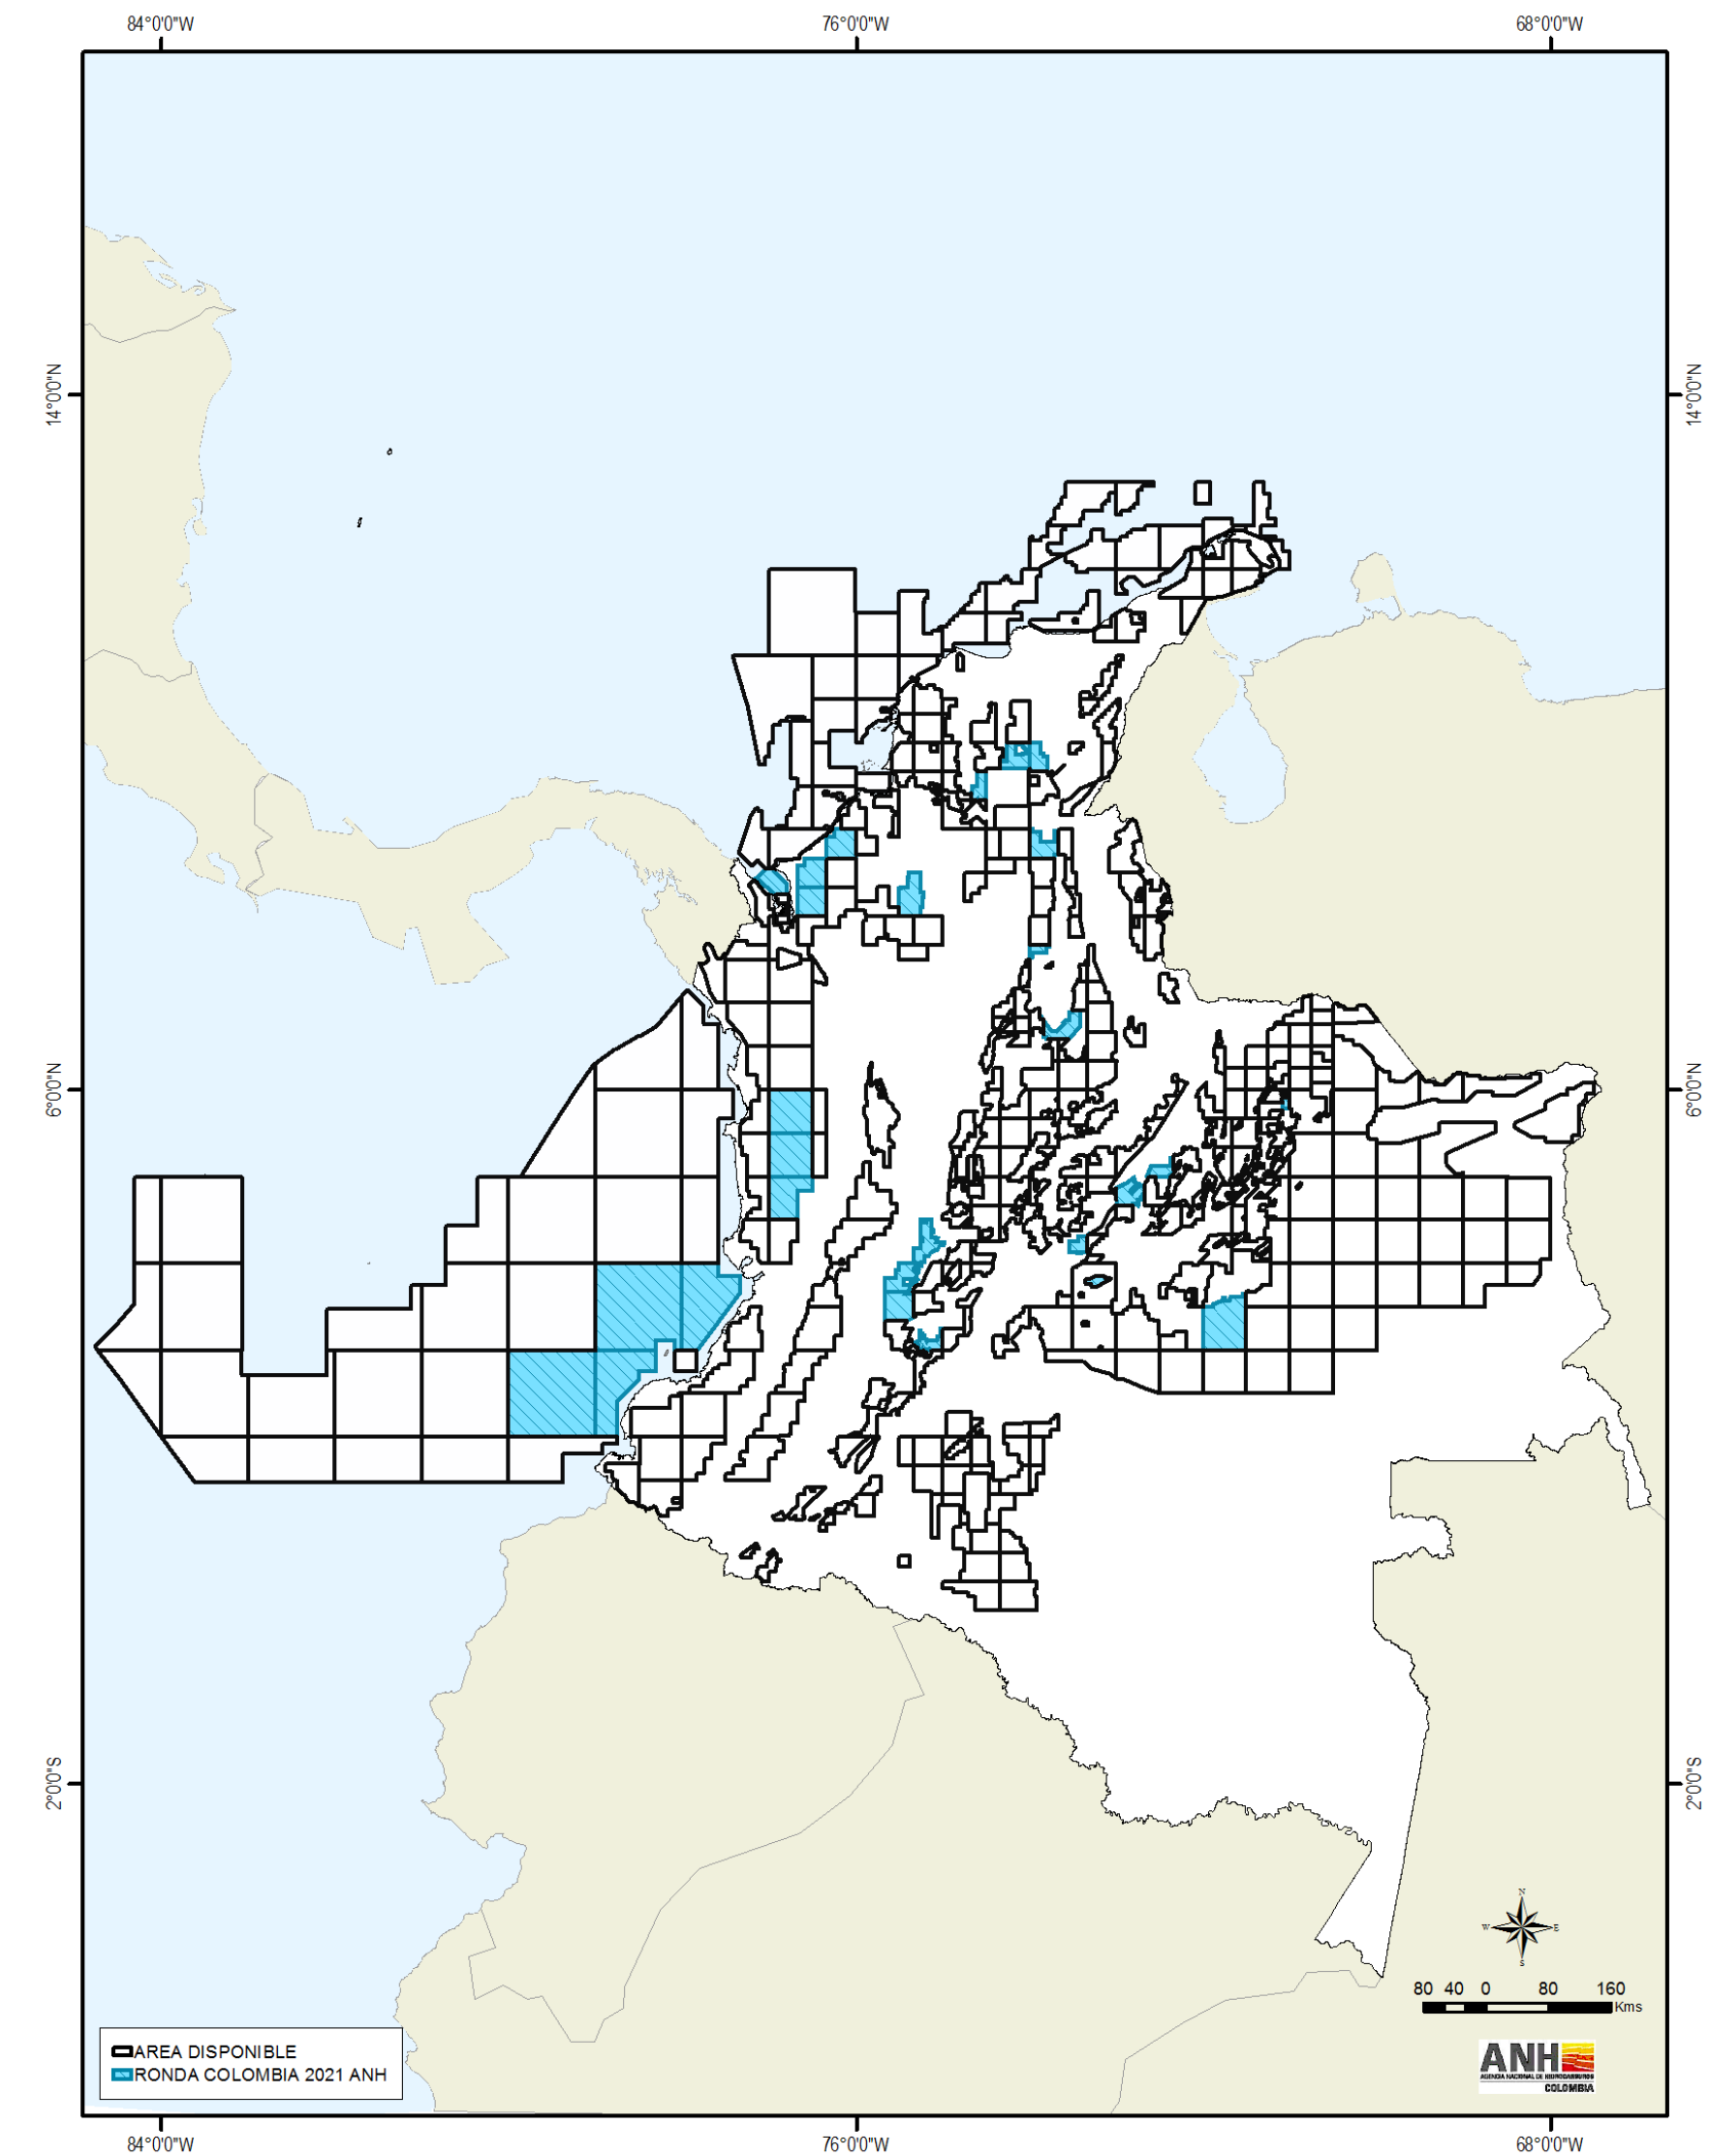 84°0'0"W 76°0'0"W 68°0'0"W
14°0'0"N 14°0'0"N
6°0'0"N 6°0'0"N
2°0'0"S 2°0'0"S
N
W E
S
80 40 0 80 160
Kms
AREA DISPONIBLE
RONDA COLOMBIA 2021 ANH
ANH
AGENCIA NACIONAL DE HIDROCARBUROS
COLOMBIA
84°0'0"W 76°0'0"W 68°0'0"W